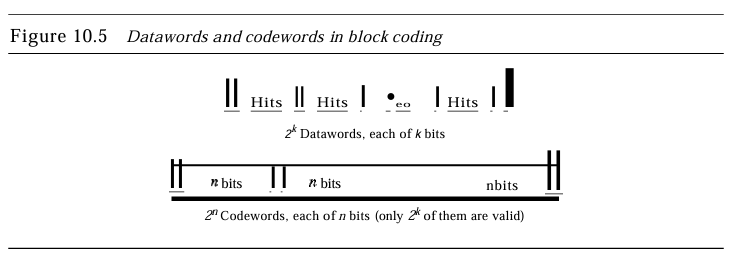 Figure 10.5 Datawords and codewords in block coding
Hits Hits •eo Hits
2^k Datawords, each of k bits
n bits n bits nbits
2^n Codewords, each of n bits (only 2^k of them are valid)